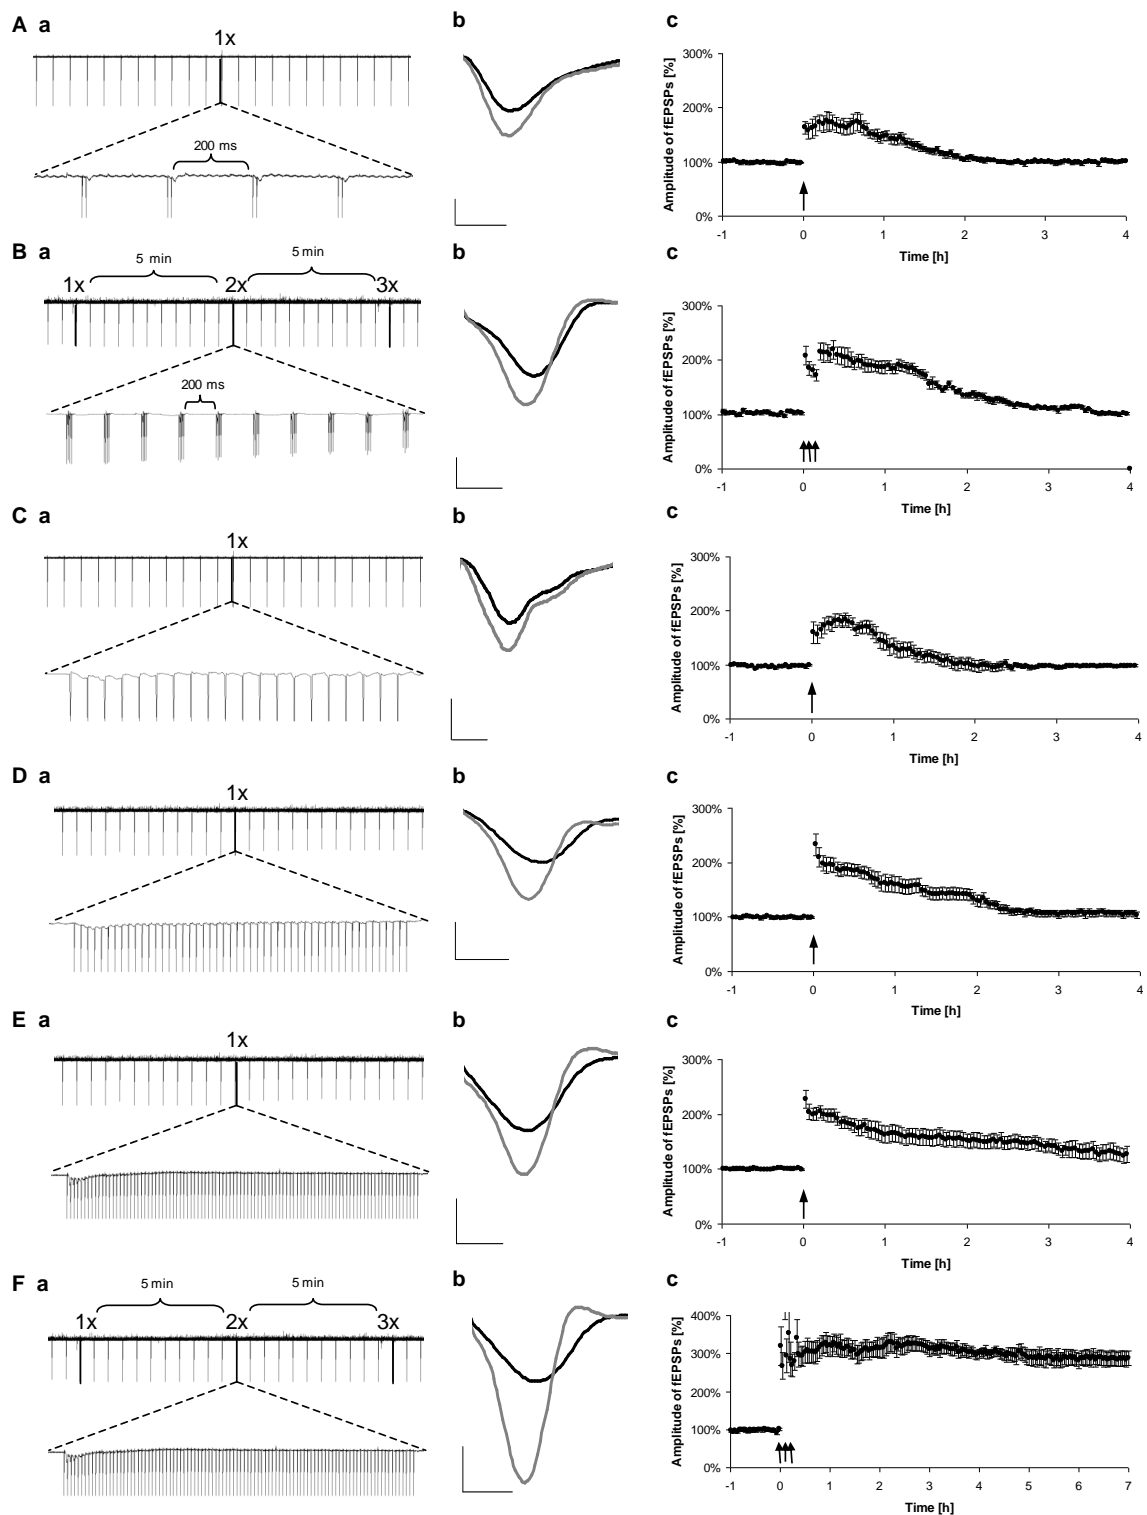 A a
1x
200 ms
b
c
Amplitude of fEPSPs [%]
300%
200%
100%
0%
-1 0 1 2 3 4
Time [h]
B a
5 min 5 min
1x 2x 3x
200 ms
b
c
Amplitude of fEPSPs [%]
300%
200%
100%
0%
-1 0 1 2 3 4
Time [h]
C a
1x
b
c
Amplitude of fEPSPs [%]
300%
200%
100%
0%
-1 0 1 2 3 4
Time [h]
D a
1x
b
c
Amplitude of fEPSPs [%]
300%
200%
100%
0%
-1 0 1 2 3 4
Time [h]
E a
1x
b
c
Amplitude of fEPSPs [%]
300%
200%
100%
0%
-1 0 1 2 3 4
Time [h]
F a
5 min 5 min
1x 2x 3x
b
c
Amplitude of fEPSPs [%]
400%
300%
200%
100%
0%
-1 0 1 2 3 4 5 6 7
Time [h]